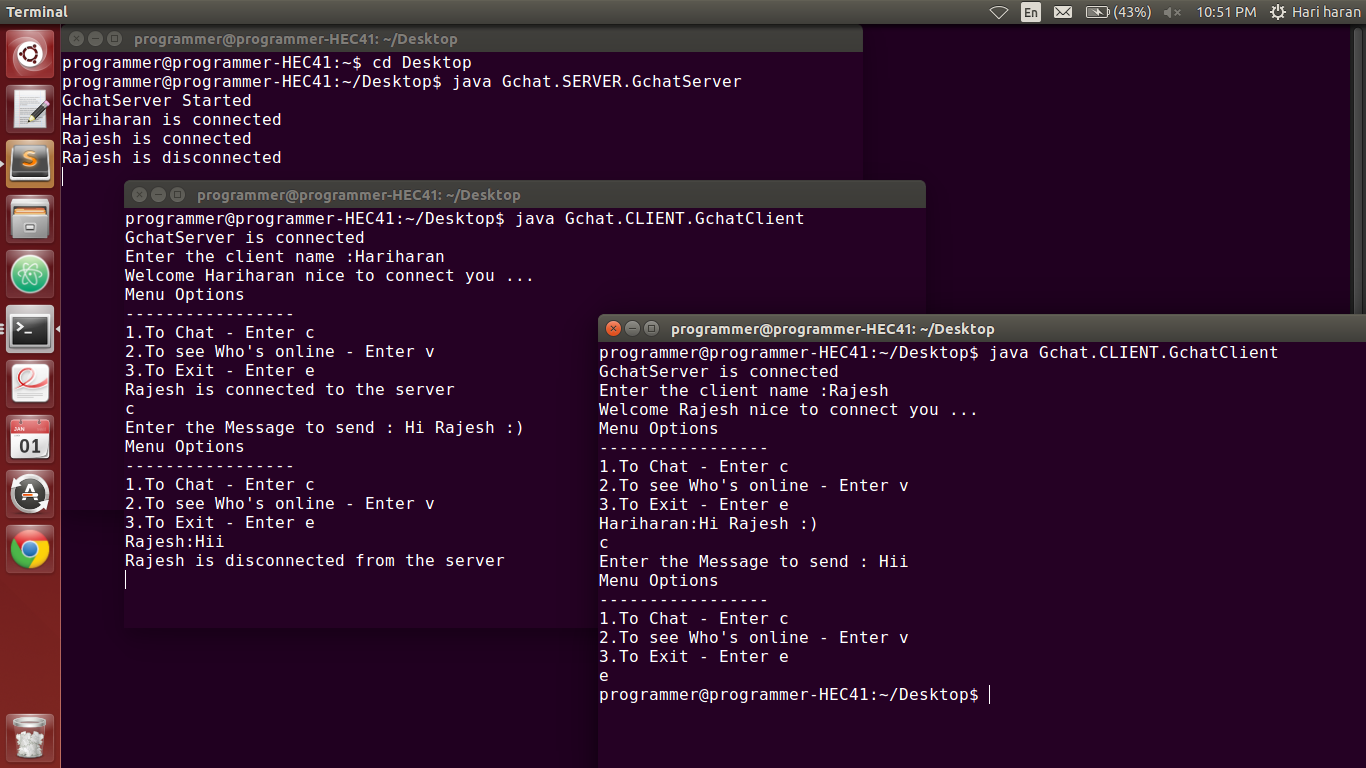 Terminal
En
(43%)
10:51 PM
Hari haran
programmer@programmer-HEC41: ~/Desktop
programmer@programmer-HEC41:~$ cd Desktop
programmer@programmer-HEC41:~/Desktop$ java Gchat.SERVER.GchatServer
GchatServer Started
Hariharan is connected
Rajesh is connected
Rajesh is disconnected
programmer@programmer-HEC41: ~/Desktop
programmer@programmer-HEC41:~/Desktop$ java Gchat.CLIENT.GchatClient
GchatServer is connected
Enter the client name :Hariharan
Welcome Hariharan nice to connect you ...
Menu Options
-----------------
1.To Chat - Enter c
2.To see Who's online - Enter v
3.To Exit - Enter e
Rajesh is connected to the server
c
Enter the Message to send : Hi Rajesh :)
Menu Options
-----------------
1.To Chat - Enter c
2.To see Who's online - Enter v
3.To Exit - Enter e
Rajesh:Hii
Rajesh is disconnected from the server
programmer@programmer-HEC41: ~/Desktop
programmer@programmer-HEC41:~/Desktop$ java Gchat.CLIENT.GchatClient
GchatServer is connected
Enter the client name :Rajesh
Welcome Rajesh nice to connect you ...
Menu Options
-----------------
1.To Chat - Enter c
2.To see Who's online - Enter v
3.To Exit - Enter e
Hariharan:Hi Rajesh :)
c
Enter the Message to send : Hii
Menu Options
-----------------
1.To Chat - Enter c
2.To see Who's online - Enter v
3.To Exit - Enter e
e
programmer@programmer-HEC41:~/Desktop$
S
>_
JAN
01
A